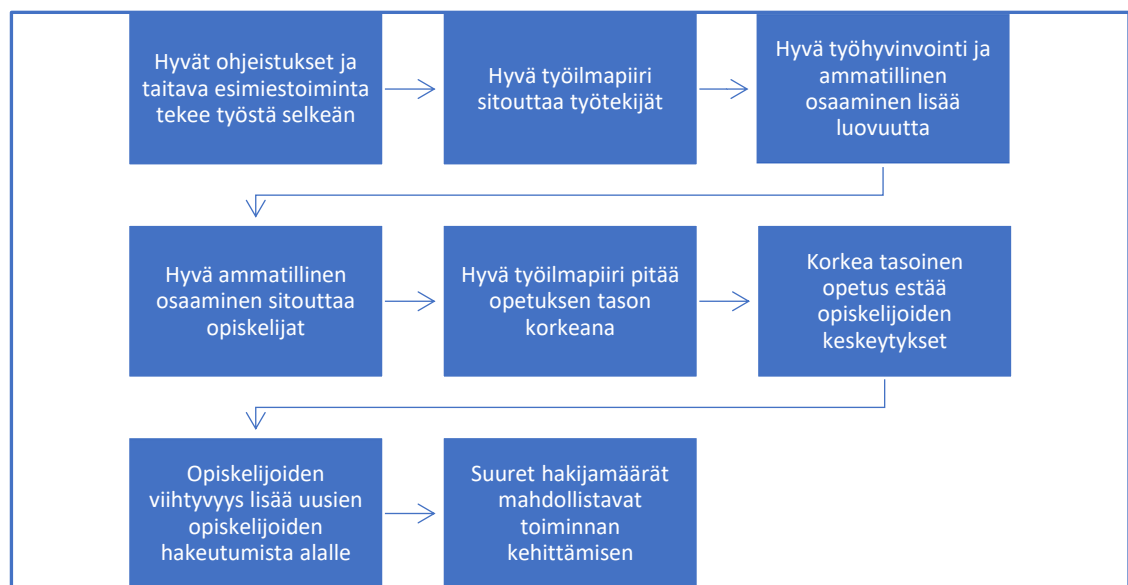 Hyvät ohjeistukset ja
taitava esimiestoiminta
tekee työstä selkeän
Hyvä työilmapiiri
sitouttaa työtekijät
Hyvä työhyvinvointi ja
ammatillinen
osaaminen lisää
luovuutta
Hyvä ammatillinen
osaaminen sitouttaa
opiskelijat
Hyvä työilmapiiri pitää
opetuksen tason
korkeana
Korkea tasoinen
opetus estää
opiskelijoiden
keskeytykset
Opiskelijoiden
viihtyvyys lisää uusien
opiskelijoiden
hakeutumista alalle
Suuret hakijamäärät
mahdollistavat
toiminnan
kehittämisen